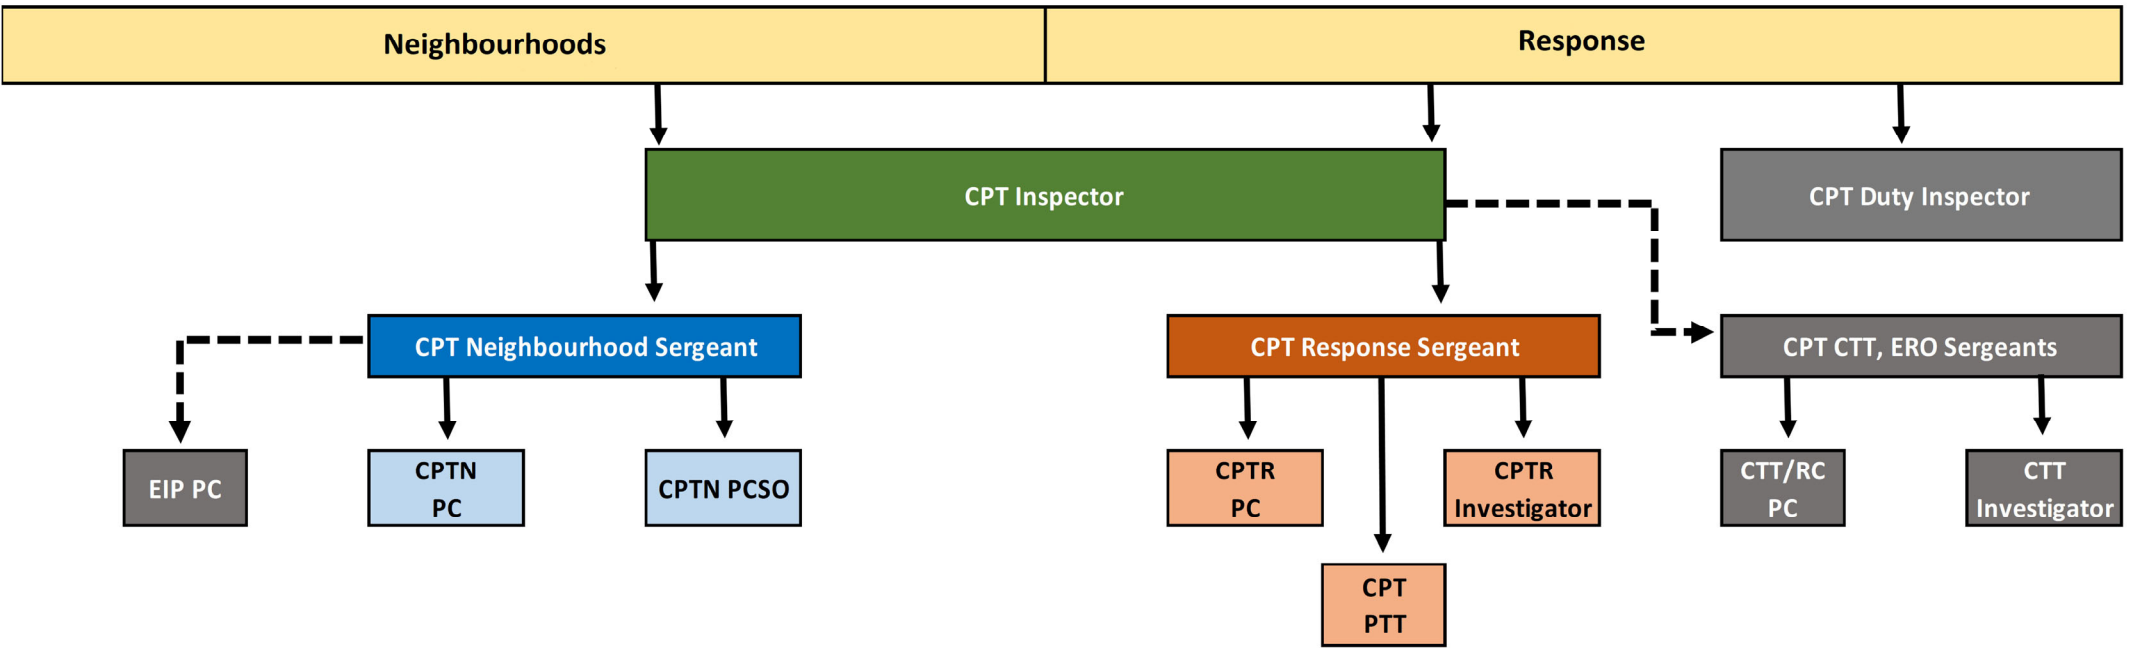 Neighbourhoods
Response
CPT Inspector
CPT Duty Inspector
CPT Neighbourhood Sergeant
CPT Response Sergeant
CPT CTT, ERO Sergeants
EIP PC
CPTN
PC
CPTN PCSO
CPTR
PC
CPTR
Investigator
CTT/RC
PC
CTT
Investigator
CPT
PTT